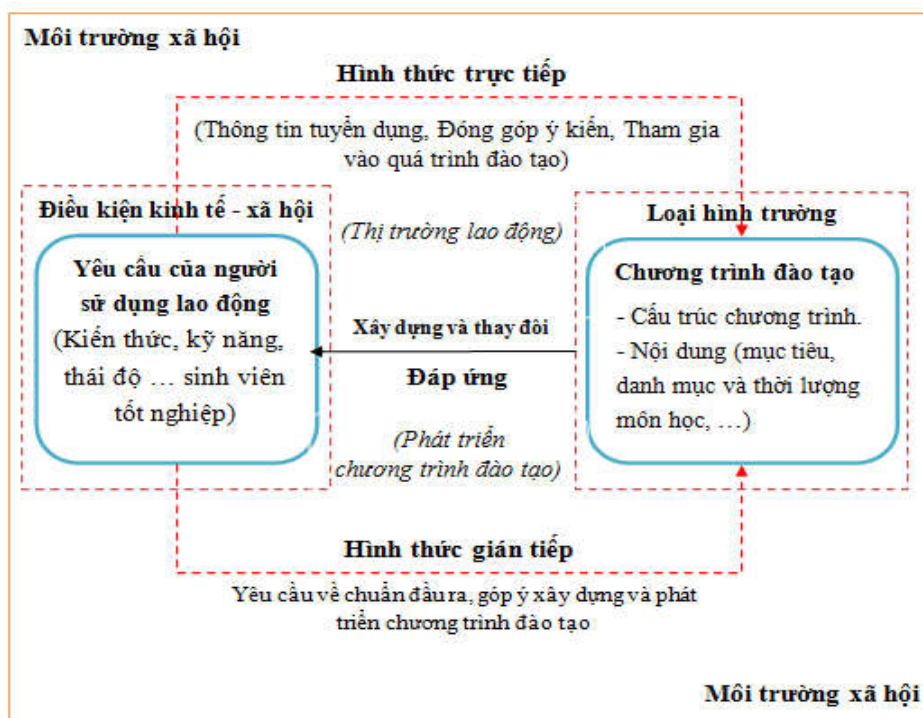 Môi trường xã hội
Hình thức trực tiếp
(Thông tin tuyển dụng, Đóng góp ý kiến, Tham gia
vào quá trình đào tạo)
Điều kiện kinh tế - xã hội
Yêu cầu của người
sử dụng lao động
(Kiến thức, kỹ năng,
thái độ … sinh viên
tốt nghiệp)
(Thị trường lao động)
Xây dựng và thay đổi
Đáp ứng
(Phát triển
chương trình đào tạo)
Loại hình trường
Chương trình đào tạo
- Cấu trúc chương trình.
- Nội dung (mục tiêu,
danh mục và thời lượng
môn học, …)
Hình thức gián tiếp
Yêu cầu về chuẩn đầu ra, góp ý xây dựng và phát
triển chương trình đào tạo
Môi trường xã hội